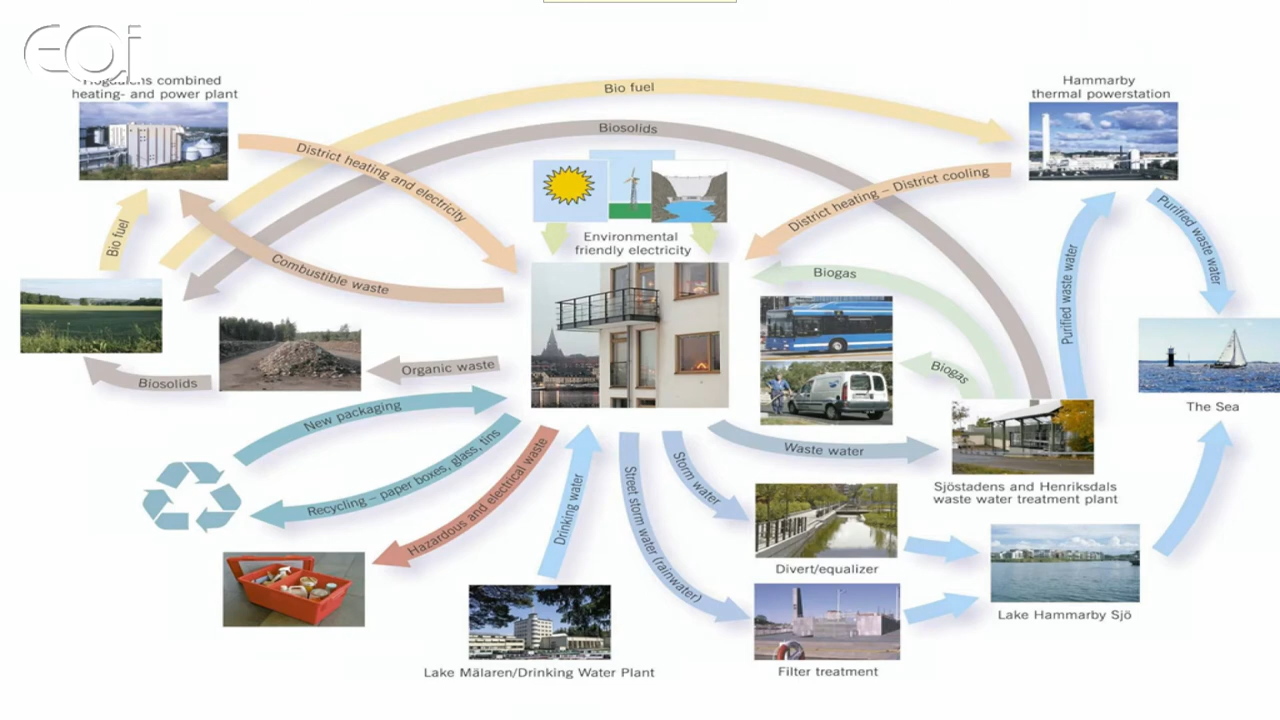 EOi
combined
heating- and power plant
Hammarby
thermal powerstation
Bio fuel
Biosolids
District heating and electricity
District heating – District cooling
Purified waste water
Purified waste water
Bio fuel
Combustible waste
Environmental
friendly electricity
Biogas
Biogas
The Sea
Biosolids
Organic waste
New packaging
Recycling – paper boxes, glass, tins
Hazardous and electrical waste
Drinking water
Street storm water (rainwater)
Storm water
Waste water
Sjöstadens and Henriksdals
waste water treatment plant
Divert/equalizer
Lake Hammarby Sjö
Lake Mälaren/Drinking Water Plant
Filter treatment